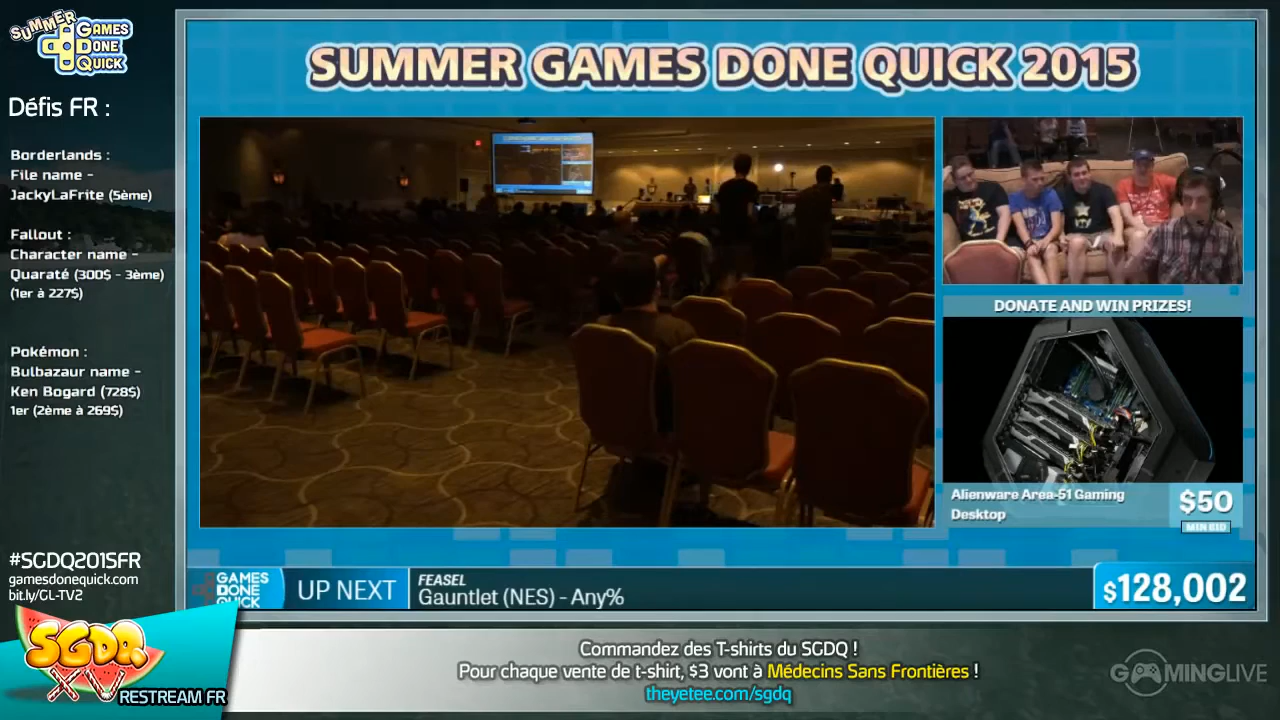 SUMMER
GAMES
DONE
QUICK
Défis FR :
Borderlands :
File name -
JackyLaFrite (5ème)
Fallout :
Character name -
Quaraté (300$ - 3ème)
(1er à 227$)
Pokémon :
Bulbazaur name -
Ken Bogard (728$)
1er (2ème à 269$)
#SGDQ2015FR
gamesdonequick.com
bit.ly/GL-TV2
SGDQ
XV
RESTREAM FR
SUMMER GAMES DONE QUICK 2015
DONATE AND WIN PRIZES!
Alienware Area-51 Gaming
Desktop
$50
MIN BID
GAMES
DONE
QUICK
UP NEXT
FEASEL
Gauntlet (NES) - Any%
$128,002
Commandez des T-shirts du SGDQ !
Pour chaque vente de t-shirt, $3 vont à Médecins Sans Frontières !
theyetee.com/sgdq
GAMINGLIVE